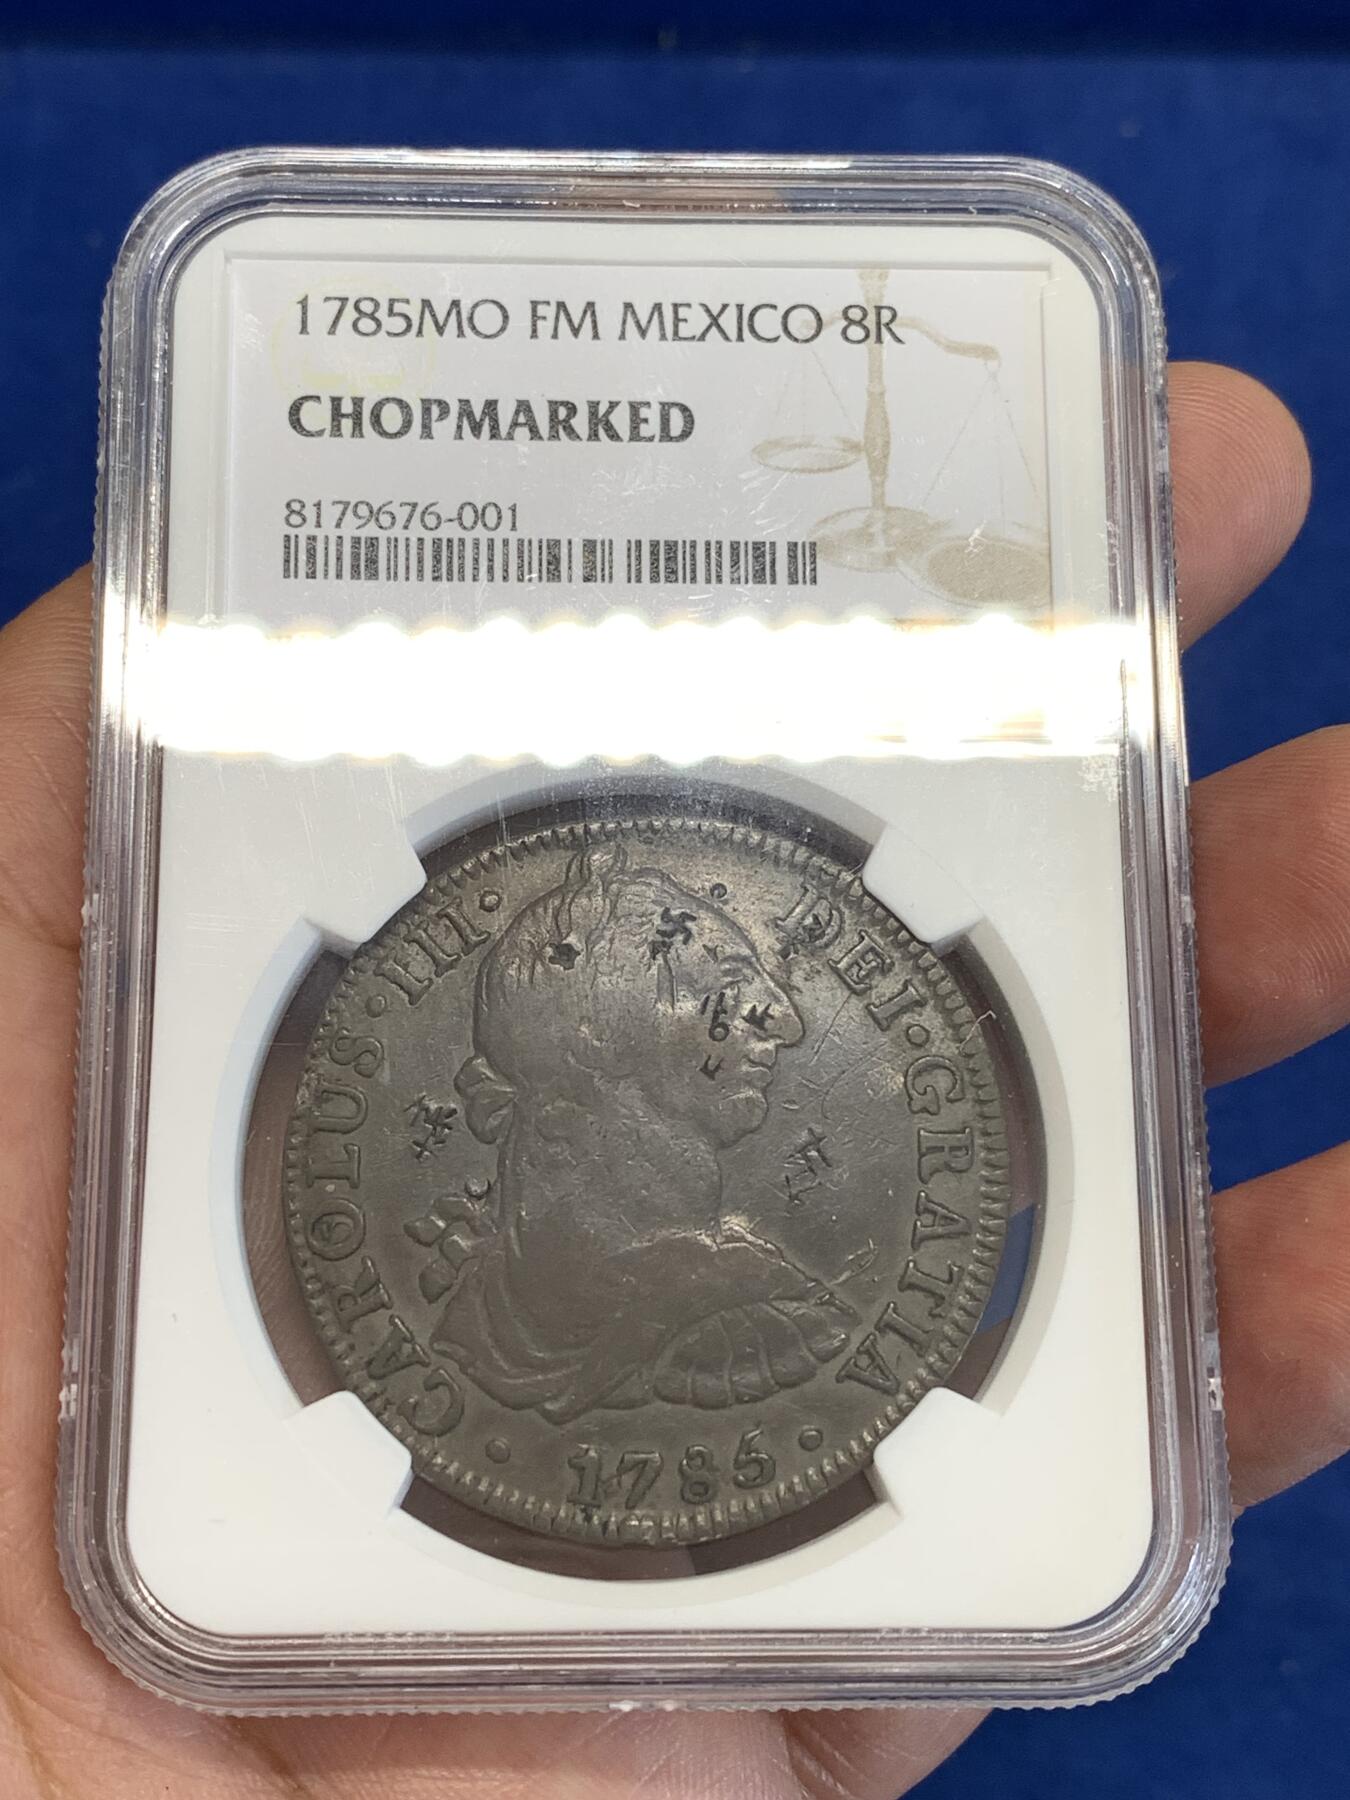 1785MO FM MEXICO 8R
CHOPMARKED
8179676-001
CAROLUS·III· DEI·GRATIA
·1785·